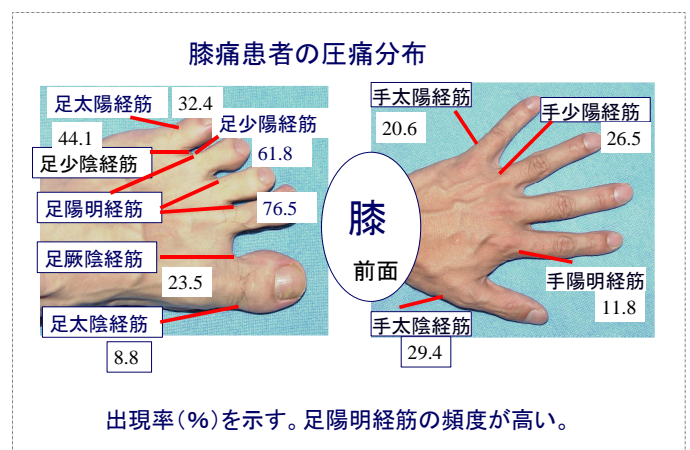 膝痛患者の圧痛分布
足太陽経筋
32.4
足少陽経筋
44.1
61.8
足少陰経筋
足陽明経筋
76.5
足厥陰経筋
23.5
足太陰経筋
8.8
膝
前面
手太陽経筋
20.6
手少陽経筋
26.5
手陽明経筋
11.8
手太陰経筋
29.4
出現率(%)を示す。足陽明経筋の頻度が高い。